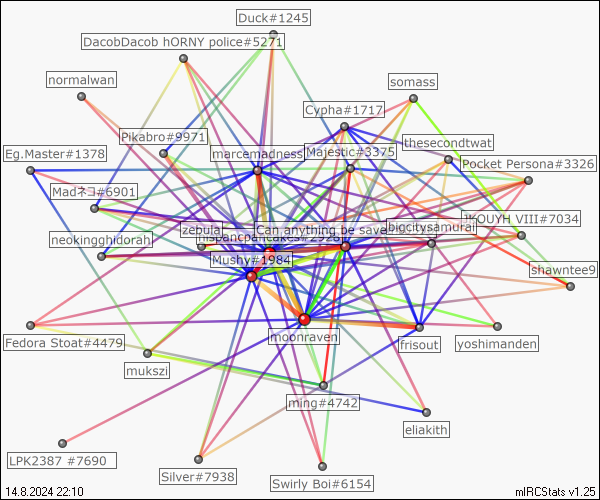 Duck#1245
DacobDacob hORNY police#5271
normalwan
somass
Cypha#1717
Pikabro#9971
thesecondtwat
Eg.Master#1378
marcemadness
Majestic#3375
Pocket Persona#3326
Madネコ#6901
JKOUYH VIII#7034
zebula
Can anything be save
bigcitysamurai
neokingghidorah
hispanicpancakes#2928
Mushy#1984
shawntee9
Fedora Stoat#4479
moonraven
frisout
yoshimanden
mukszi
ming#4742
eliakith
LPK2387 #7690
Silver#7938
Swirly Boi#6154
14.8.2024 22:10
mIRCStats v1.25